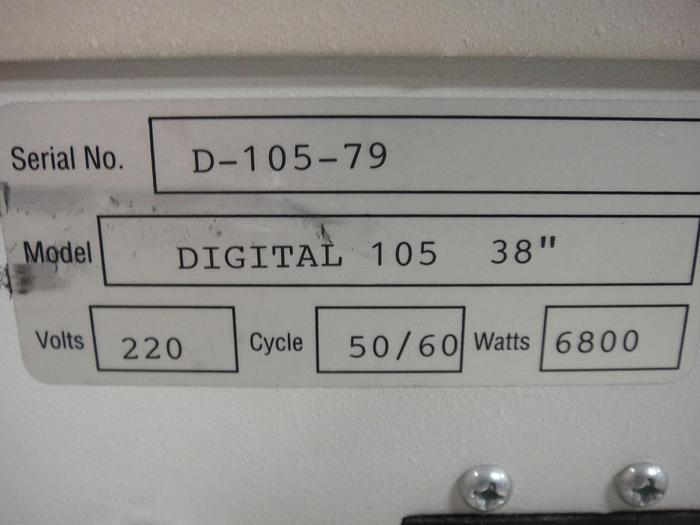 Serial No. D-105-79
Model DIGITAL 105 38"
Volts 220 Cycle 50/60 Watts 6800